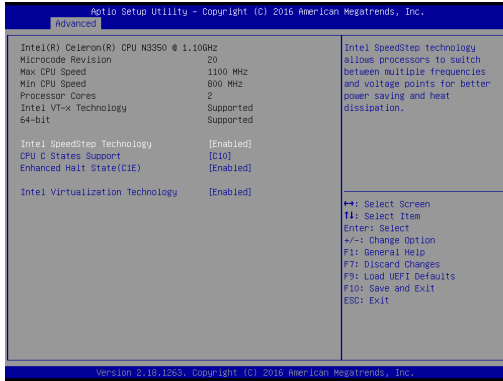 Aptio Setup Utility – Copyright (C) 2016 American Megatrends, Inc.
Advanced
Intel(R) Celeron(R) CPU N3350 @ 1.10GHz
Microcode Revision 20
Max CPU Speed 1100 MHz
Min CPU Speed 800 MHz
Processor Cores 2
Intel VT-x Technology Supported
64-bit Supported
Intel SpeedStep Technology [Enabled]
CPU C States Support [C10]
Enhanced Halt State(C1E) [Enabled]
Intel Virtualization Technology [Enabled]
Intel SpeedStep technology
allows processors to switch
between multiple frequencies
and voltage points for better
power saving and heat
dissipation.
↔: Select Screen
↑↓: Select Item
Enter: Select
+/-: Change Option
F1: General Help
F7: Discard Changes
F9: Load UEFI Defaults
F10: Save and Exit
ESC: Exit
Version 2.18.1263. Copyright (C) 2016 American Megatrends, Inc.